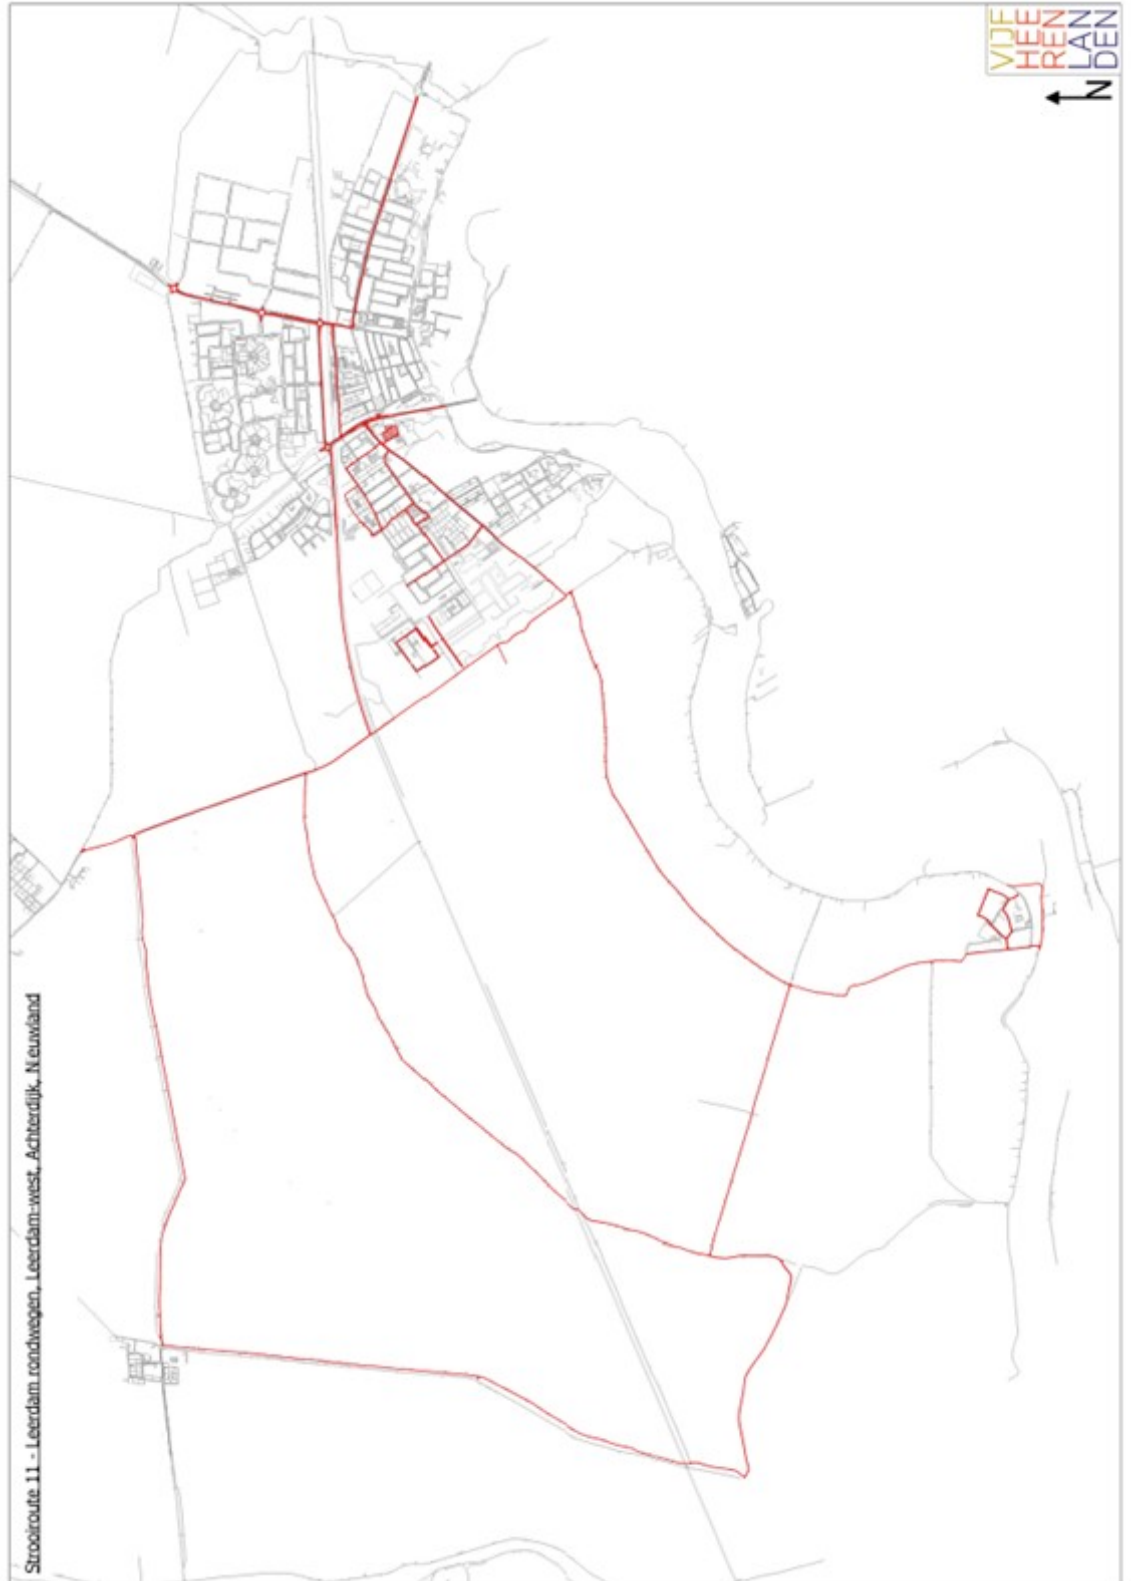 Strooiroute 11 - Leerdam rondwegen, Leerdam-west, Achterdijk, Nieuwland
VIJF
HEE
REN
LAN
DEN
N